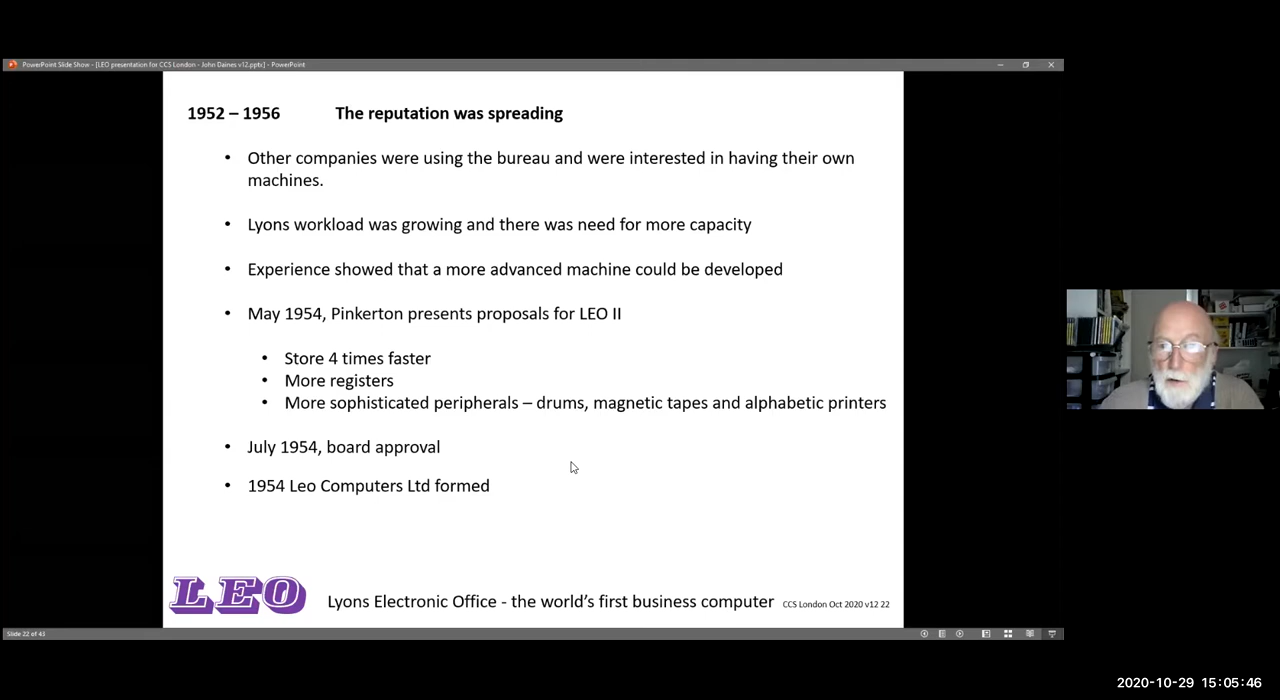 PowerPoint Slide Show - [LEO presentation for CCS London - John Daines v12.pptx] - PowerPoint
1952 – 1956 The reputation was spreading
• Other companies were using the bureau and were interested in having their own
machines.
• Lyons workload was growing and there was need for more capacity
• Experience showed that a more advanced machine could be developed
• May 1954, Pinkerton presents proposals for LEO II
• Store 4 times faster
• More registers
• More sophisticated peripherals – drums, magnetic tapes and alphabetic printers
• July 1954, board approval
• 1954 Leo Computers Ltd formed
LEO Lyons Electronic Office - the world's first business computer CCS London Oct 2020 v12 22
Slide 22 of 43
2020-10-29 15:05:46